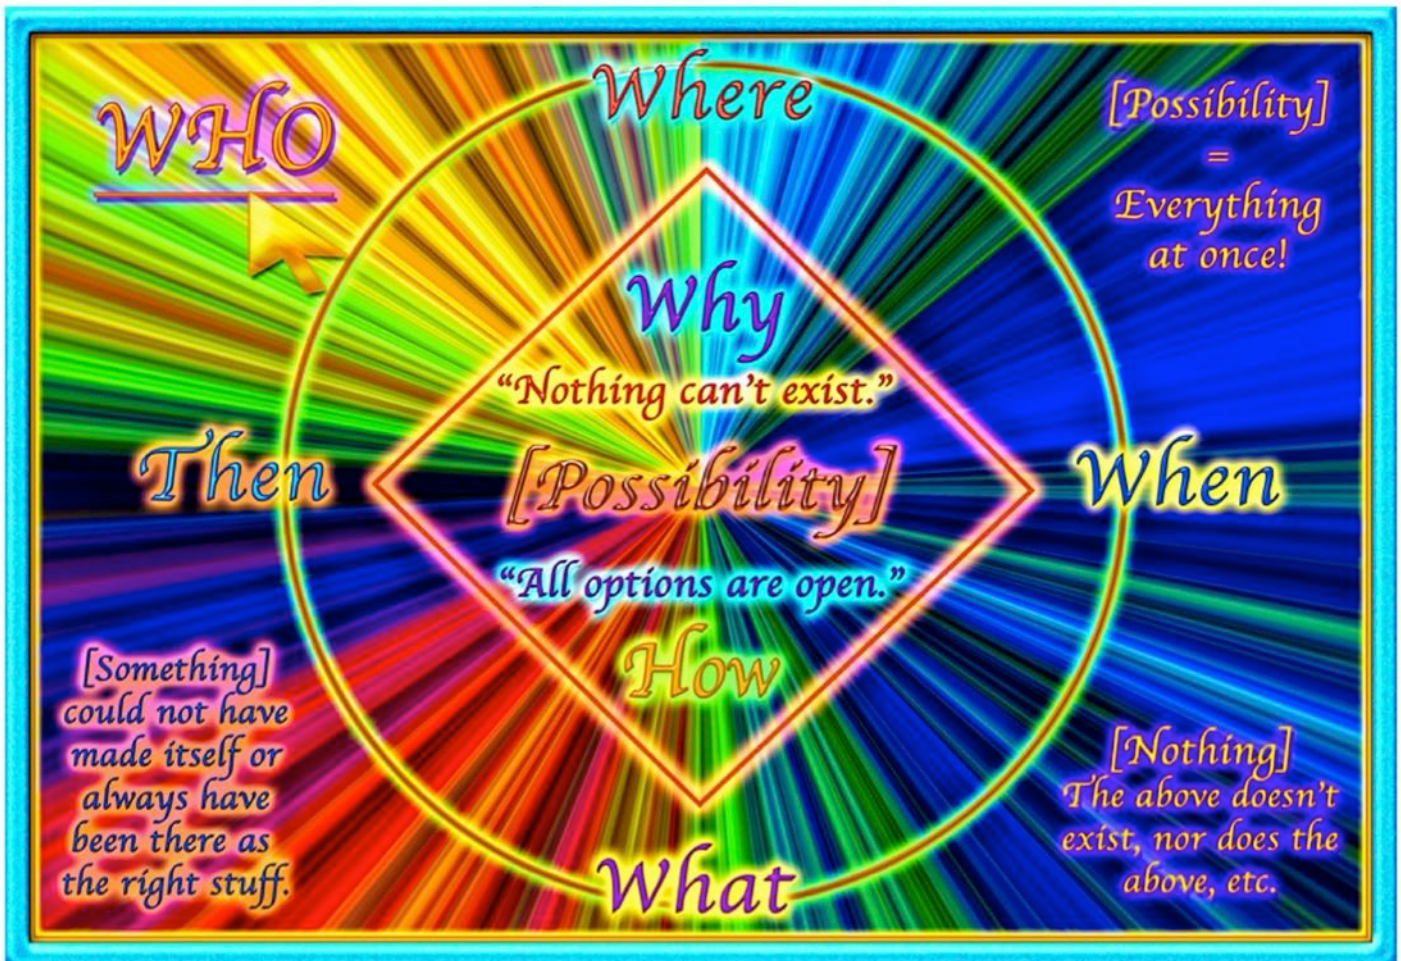 Where
WHO
[Possibility]
=
Everything
at once!
Why
“Nothing can’t exist.”
Then
[Possibility]
When
“All options are open.”
How
[Something]
could not have
made itself or
always have
been there as
the right stuff.
[Nothing]
The above doesn’t
exist, nor does the
above, etc.
What